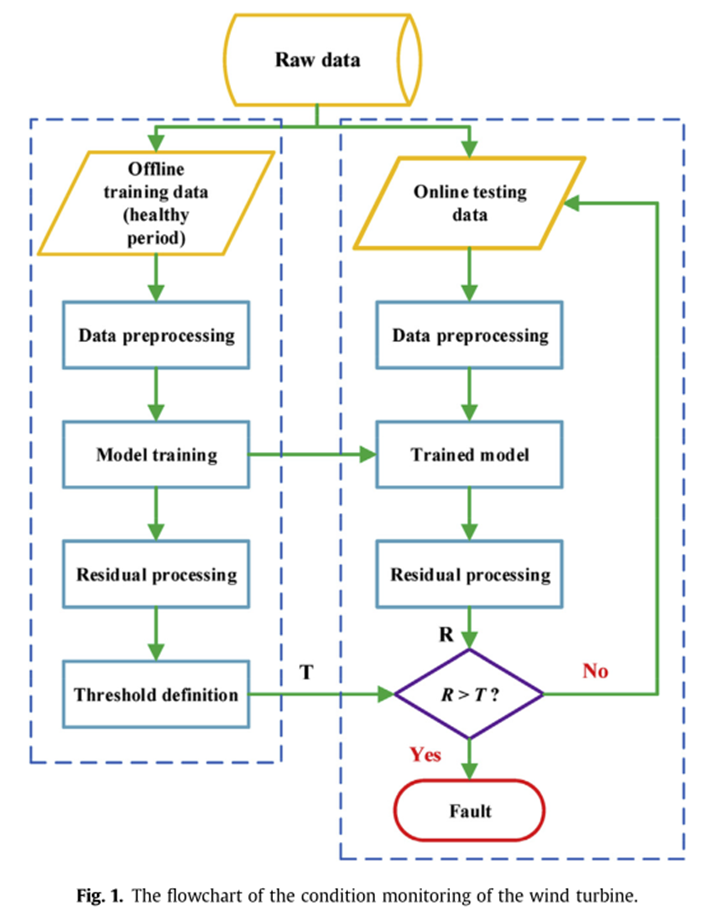 Raw data
Offline
training data
(healthy
period)
Online testing
data
Data preprocessing
Data preprocessing
Model training
Trained model
Residual processing
Residual processing
R
Threshold definition
T
R > T ?
No
Yes
Fault
Fig. 1. The flowchart of the condition monitoring of the wind turbine.